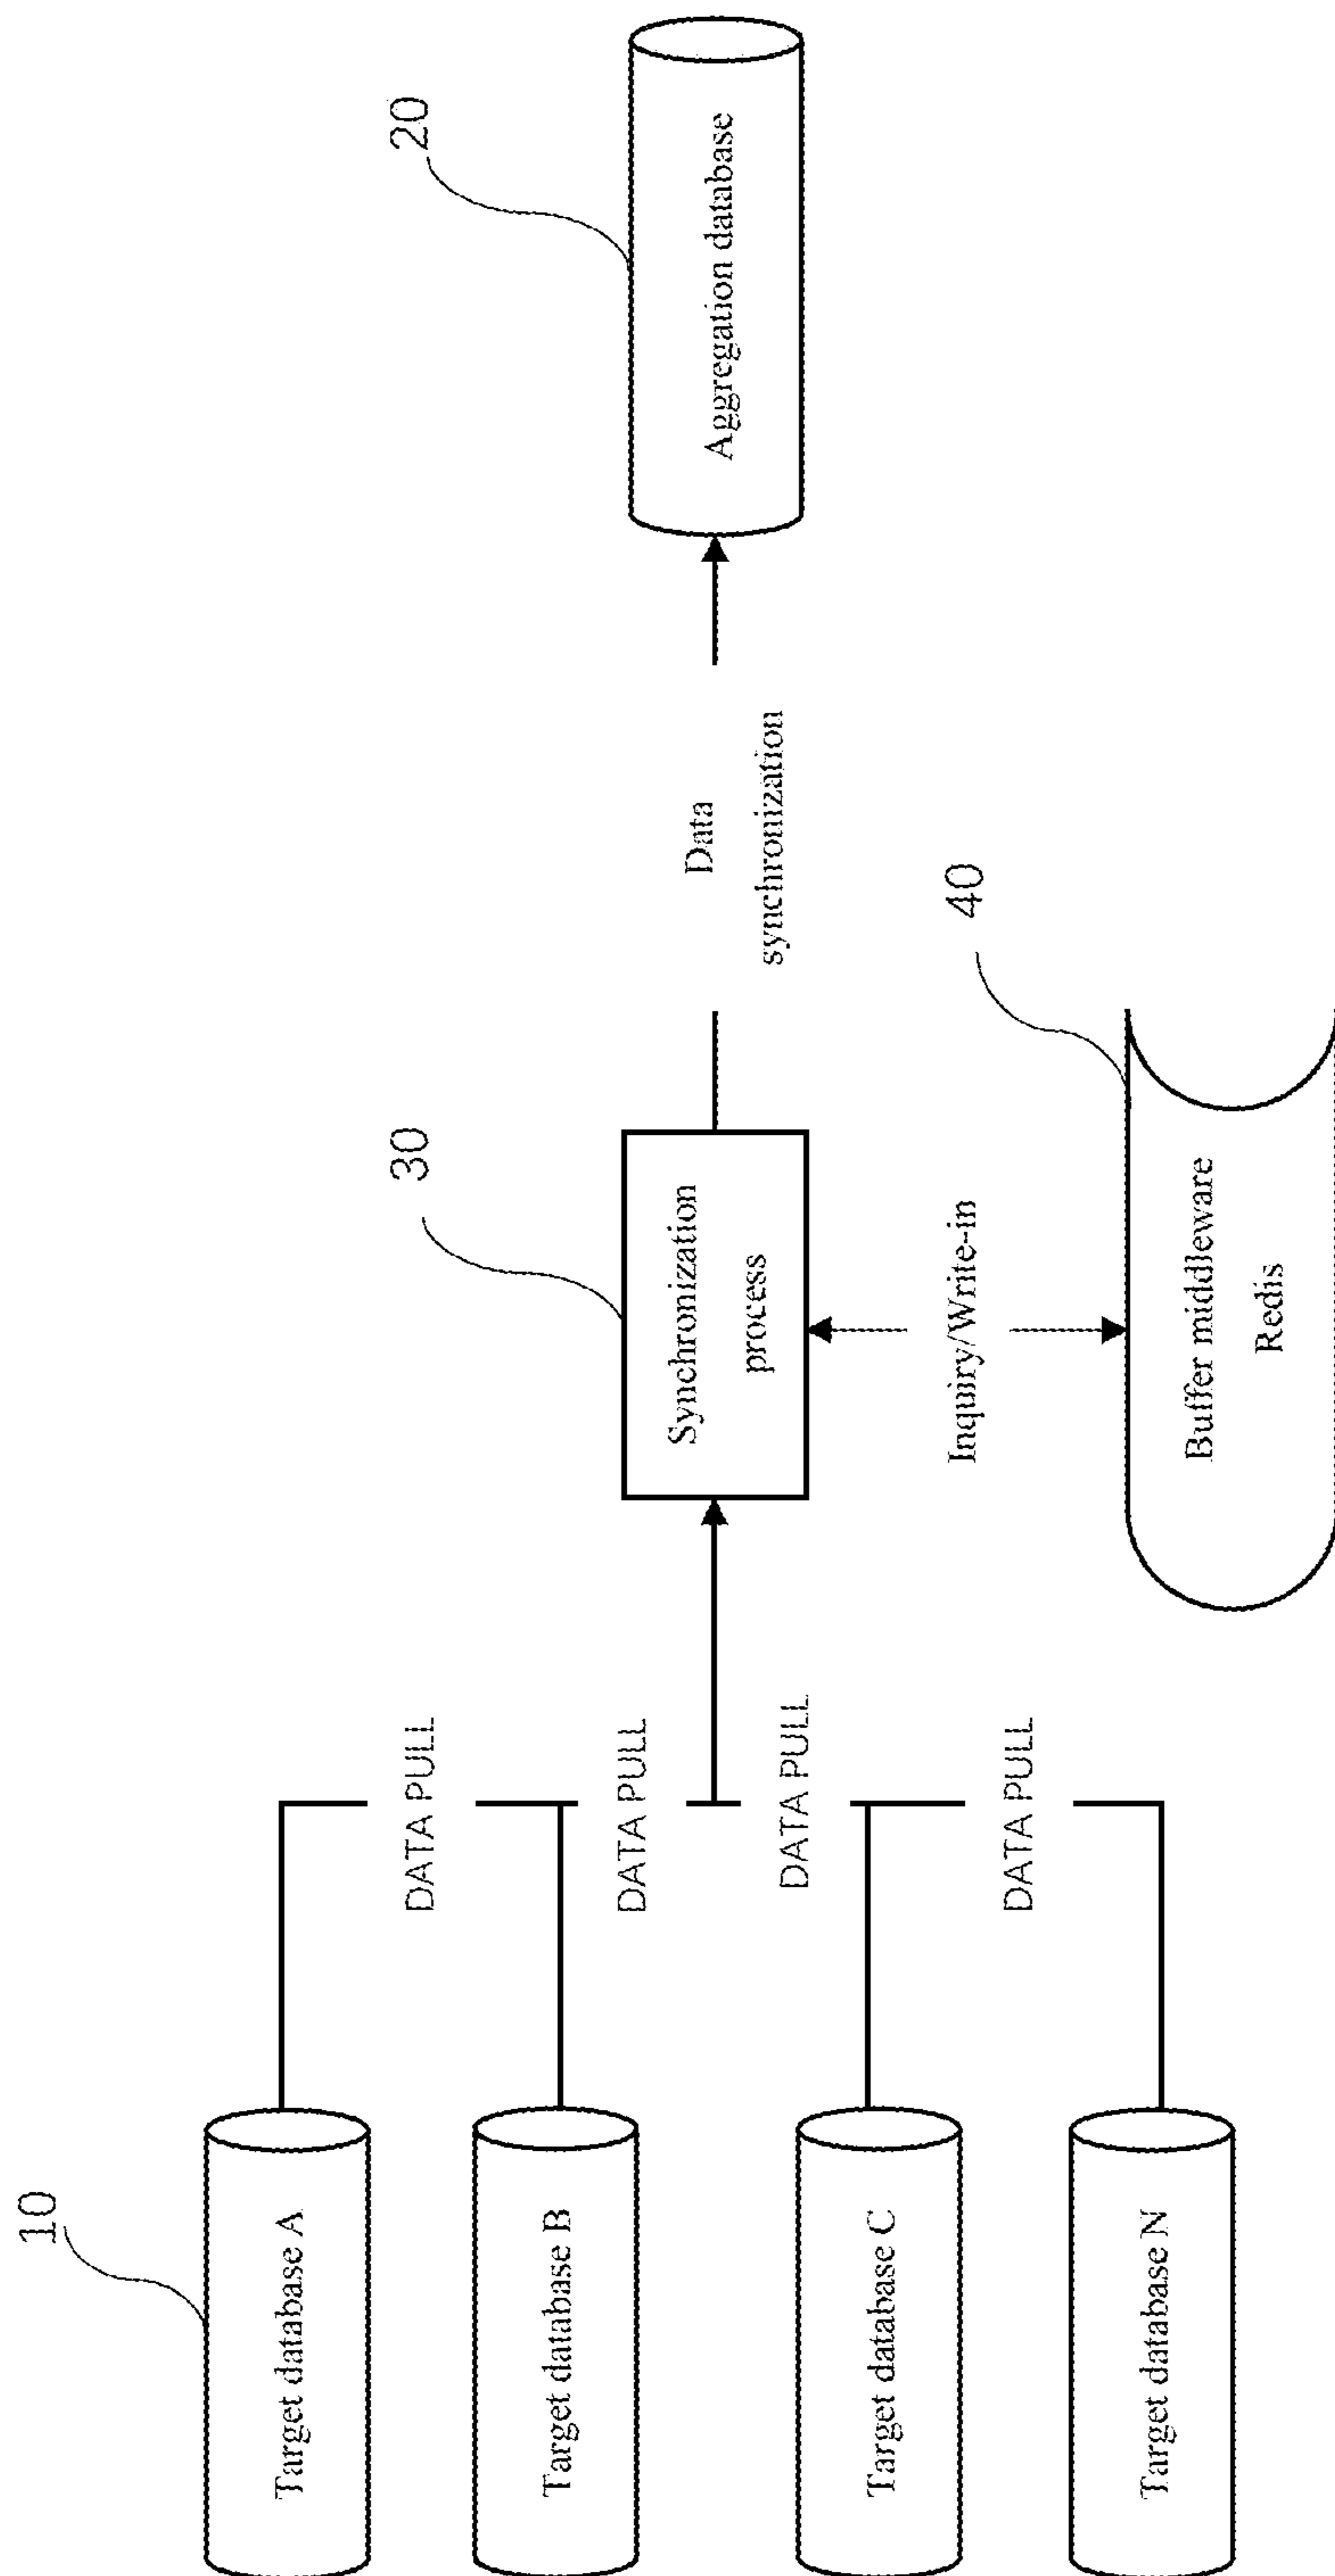 10
Target database A
Target database B
Target database C
Target database N
DATA PULL
DATA PULL
DATA PULL
DATA PULL
30
Synchronization
process
Inquiry/Write-in
40
Buffer middleware
Redis
Data
synchronization
20
Aggregation database